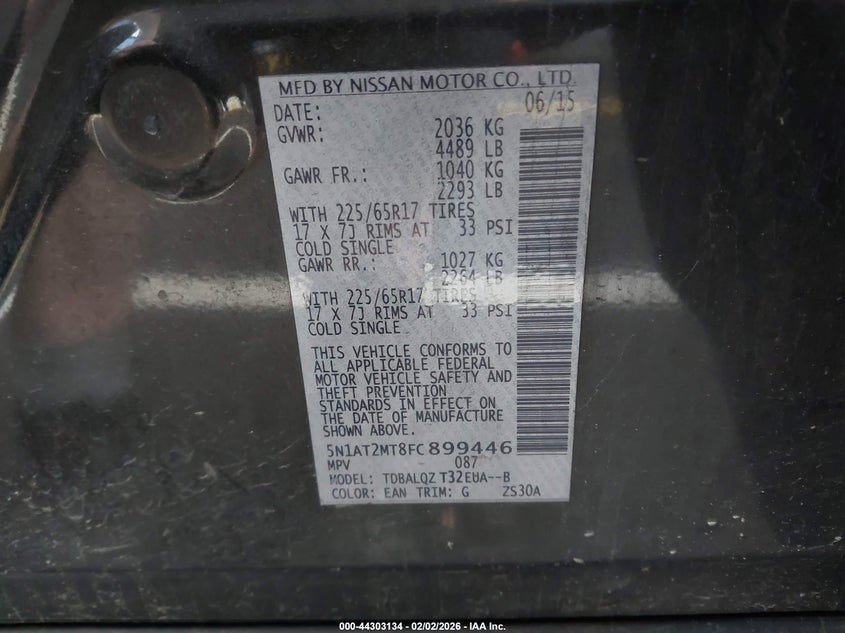 MFD BY NISSAN MOTOR CO., LTD.
DATE: 06/15
GVWR: 2036 KG
4489 LB
GAWR FR.: 1040 KG
2293 LB
WITH 225/65R17 TIRES
17 X 7J RIMS AT 33 PSI
COLD SINGLE
GAWR RR.: 1027 KG
2264 LB
WITH 225/65R17 TIRES
17 X 7J RIMS AT 33 PSI
COLD SINGLE
THIS VEHICLE CONFORMS TO
ALL APPLICABLE FEDERAL
MOTOR VEHICLE SAFETY AND
THEFT PREVENTION
STANDARDS IN EFFECT ON
THE DATE OF MANUFACTURE
SHOWN ABOVE.
5N1AT2MT8FC899446
MPV 087
MODEL: TDBALQZ T32EUA--B
COLOR: EAN TRIM: G ZS30A
000-44303134 - 02/02/2026 - IAA Inc.